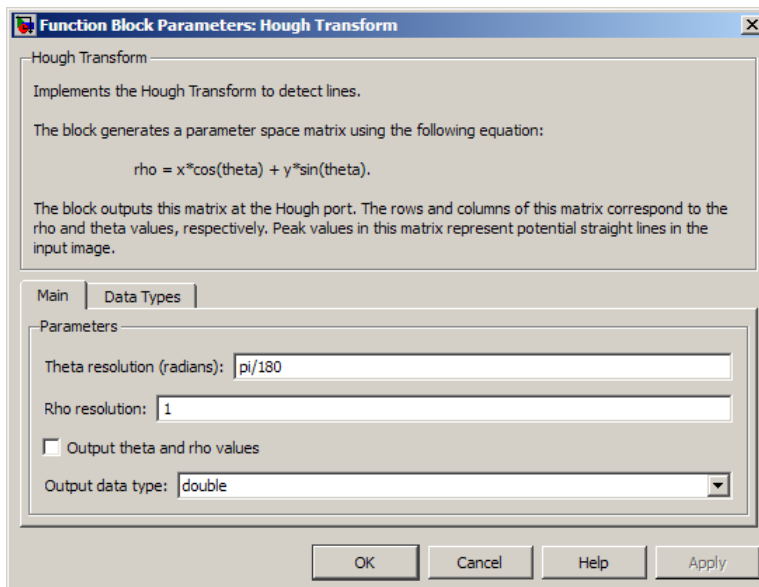 Function Block Parameters: Hough Transform
Hough Transform
Implements the Hough Transform to detect lines.
The block generates a parameter space matrix using the following equation:
rho = x*cos(theta) + y*sin(theta).
The block outputs this matrix at the Hough port. The rows and columns of this matrix correspond to the
rho and theta values, respectively. Peak values in this matrix represent potential straight lines in the
input image.
Main Data Types
Parameters
Theta resolution (radians): pi/180
Rho resolution: 1
Output theta and rho values
Output data type: double
OK Cancel Help Apply